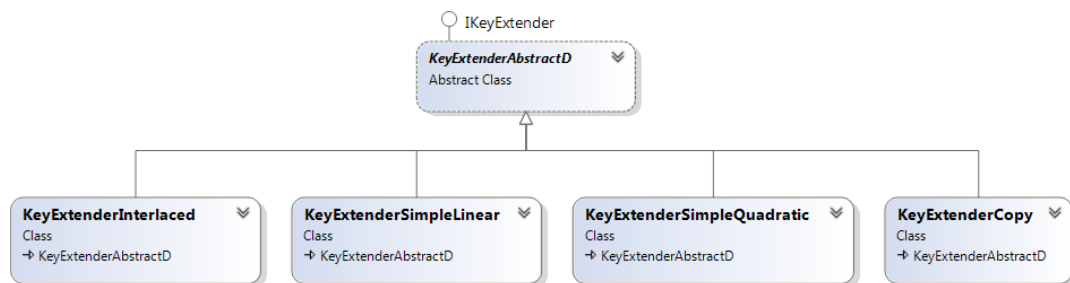 IKeyExtender
KeyExtenderAbstractD
Abstract Class
KeyExtenderInterlaced
Class
KeyExtenderAbstractD
KeyExtenderSimpleLinear
Class
KeyExtenderAbstractD
KeyExtenderSimpleQuadratic
Class
KeyExtenderAbstractD
KeyExtenderCopy
Class
KeyExtenderAbstractD